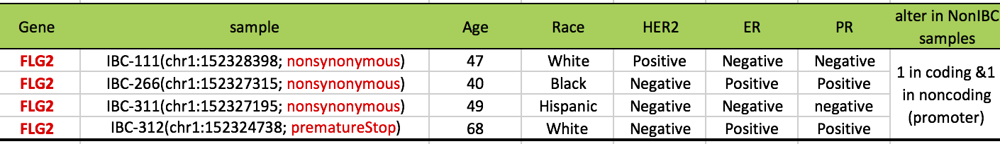 Gene sample Age Race HER2 ER PR alter in NonIBC samples
FLG2 IBC-111(chr1:152328398; nonsynonymous) 47 White Positive Negative Negative
FLG2 IBC-266(chr1:152327315; nonsynonymous) 40 Black Negative Positive Positive
FLG2 IBC-311(chr1:152327195; nonsynonymous) 49 Hispanic Negative Negative negative
FLG2 IBC-312(chr1:152324738; prematureStop) 68 White Negative Positive Positive
1 in coding &1
in noncoding
(promoter)